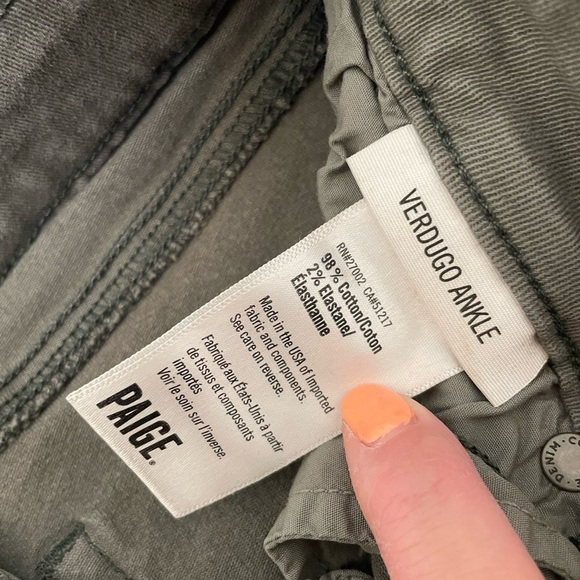 VERDUGO ANKLE
RN#27002 CA#51217
98% Cotton/Coton
2% Elastane/
Élasthanne
Made in the USA of Imported
fabric and components.
See care on reverse.
Fabriqué aux États-Unis à partir
de tissus et composants
importés
Voir le soin sur l'inverse.
PAIGE®
DENIM